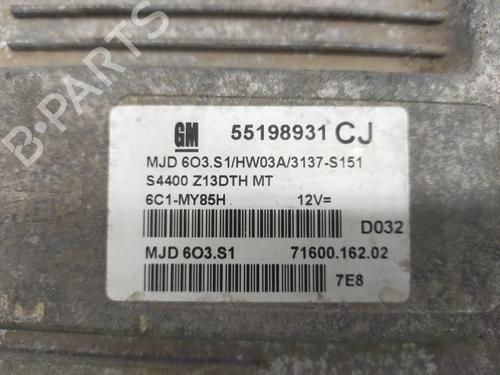 GM 55198931 CJ
MJD 6O3.S1/HW03A/3137-S151
S4400 Z13DTH MT
6C1-MY85H 12V=
D032
MJD 6O3.S1 71600.162.02
7E8
B-PARTS